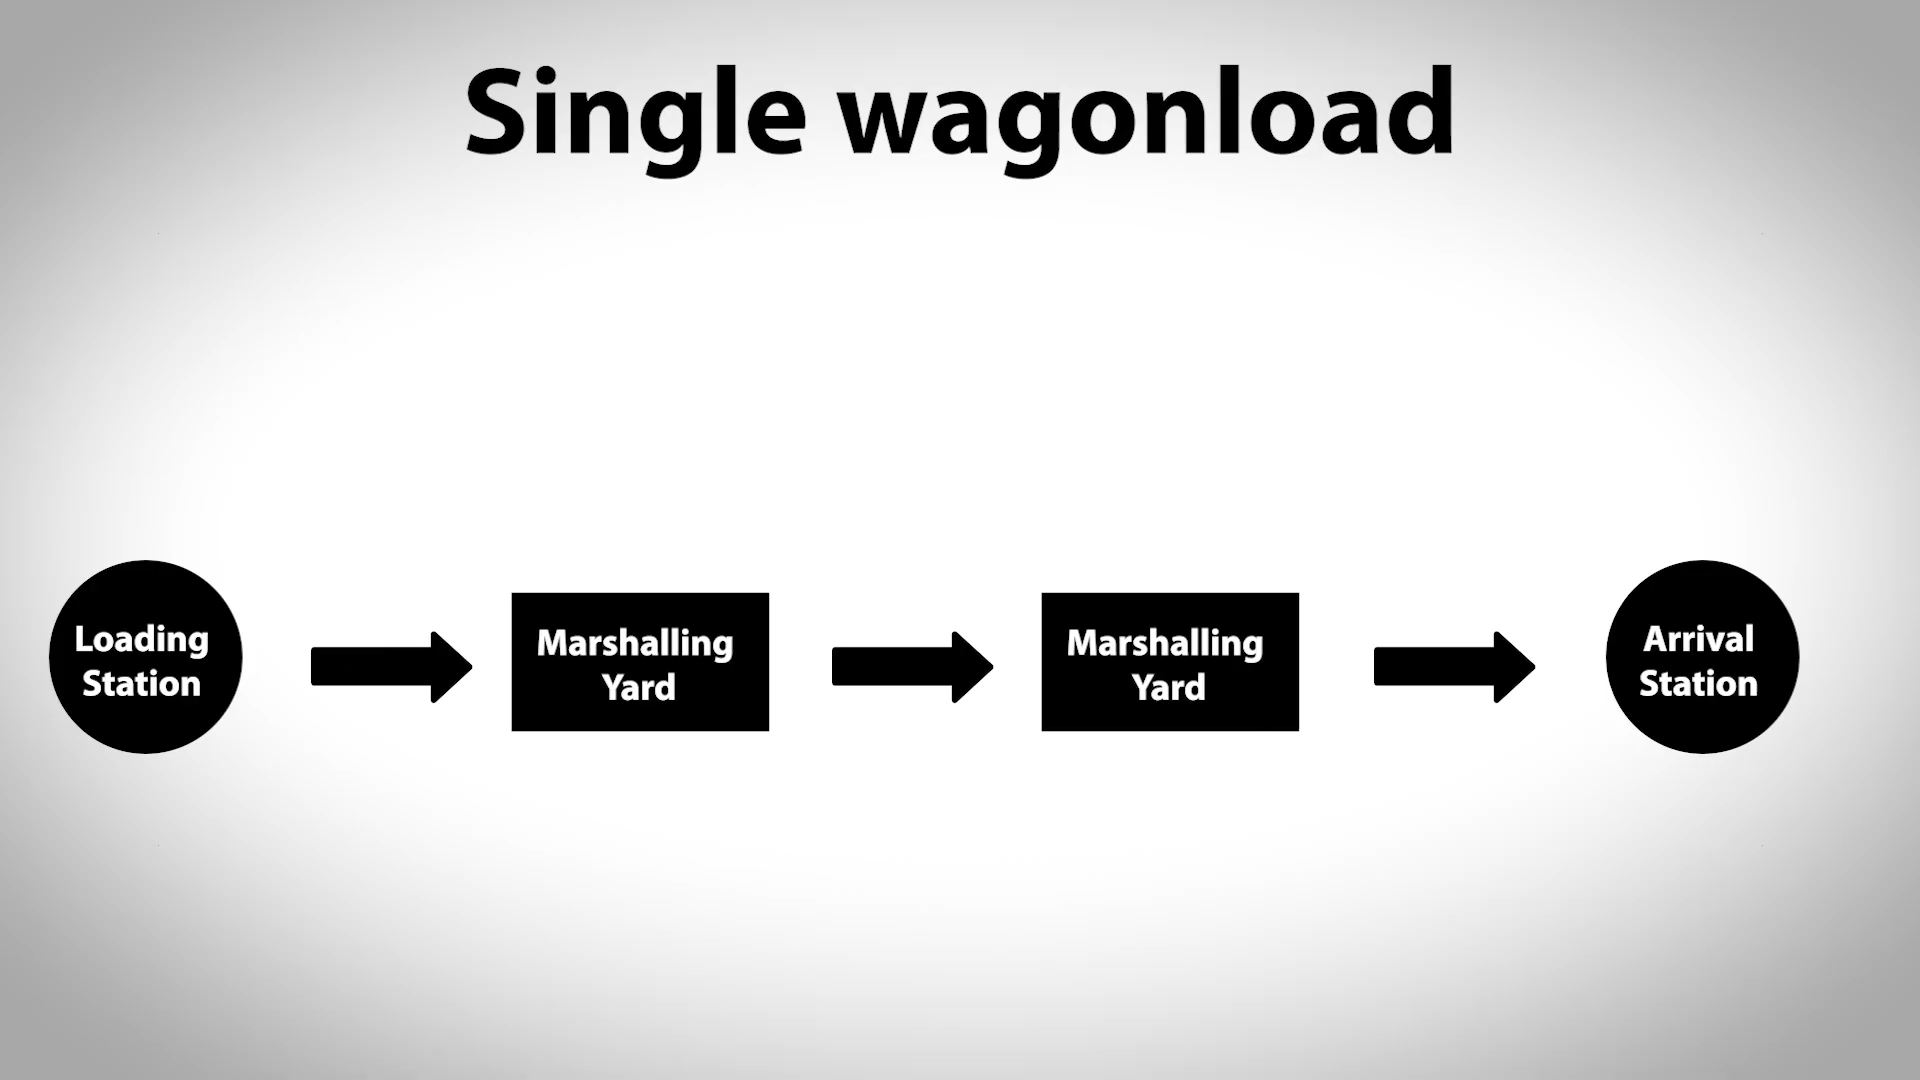 Single wagonload
Loading
Station
Marshalling
Yard
Marshalling
Yard
Arrival
Station